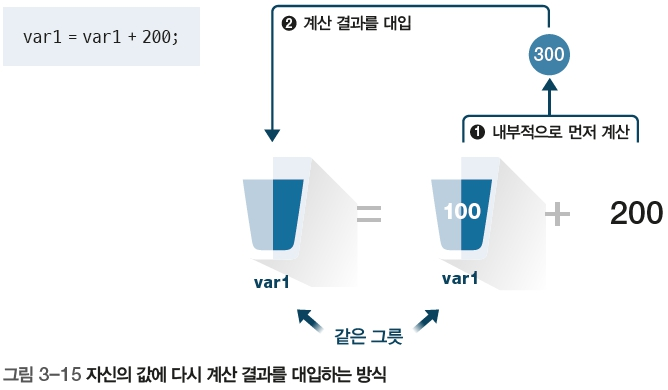 var1 = var1 + 200;
❷ 계산 결과를 대입
300
❶ 내부적으로 먼저 계산
= 100 + 200
var1 var1
같은 그릇
그림 3-15 자신의 값에 다시 계산 결과를 대입하는 방식